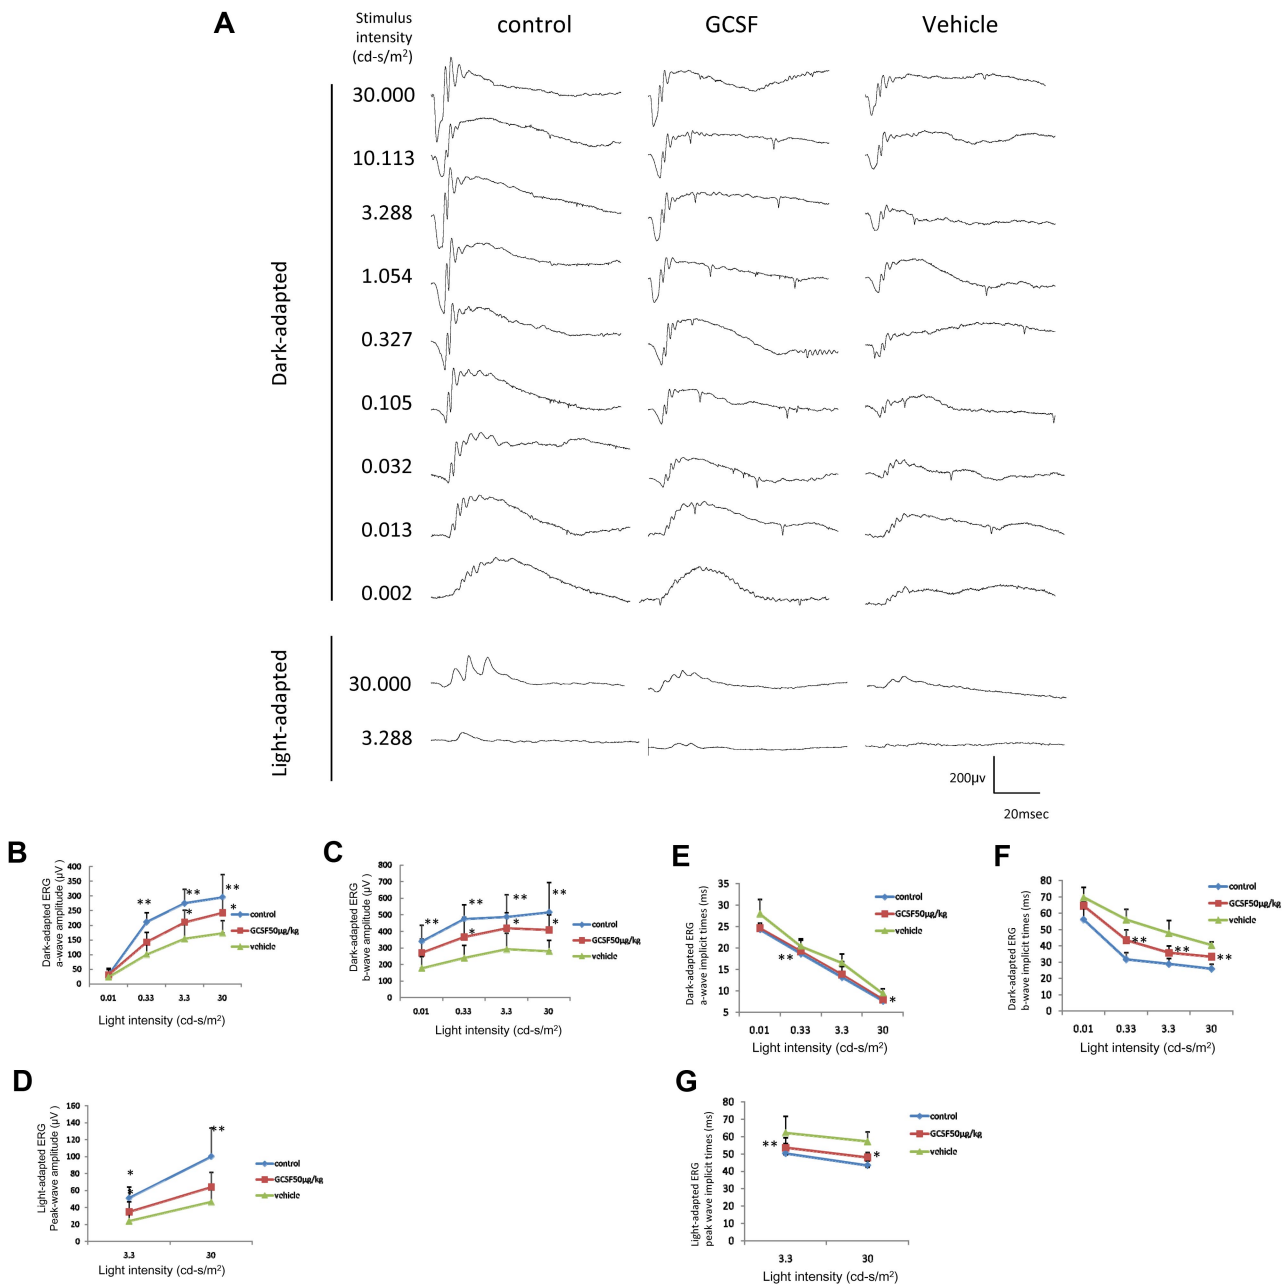 A
Stimulus
intensity
(cd-s/m2)
control
GCSF
Vehicle
Dark-adapted
30.000
10.113
3.288
1.054
0.327
0.105
0.032
0.013
0.002
Light-adapted
30.000
3.288
200μv
20msec
B
Dark-adapted ERG
a-wave amplitude (μV )
400
350
300
250
200
150
100
50
0
**
**
*
**
*
0.01 0.33 3.3 30
Light intensity (cd-s/m2)
control
GCSF50μg/kg
vehicle
C
Dark-adapted ERG
b-wave amplitude (μV )
800
700
600
500
400
300
200
100
0
**
**
*
**
*
**
*
0.01 0.33 3.3 30
Light intensity (cd-s/m2)
control
GCSF50μg/kg
vehicle
E
Dark-adapted ERG
a-wave implicit times (ms)
35
30
25
20
15
10
5
**
*
0.01 0.33 3.3 30
Light intensity (cd-s/m2)
control
GCSF50μg/kg
vehicle
F
Dark-adapted ERG
b-wave implicit times (ms)
80
70
60
50
40
30
20
10
0
**
**
**
0.01 0.33 3.3 30
Light intensity (cd-s/m2)
control
GCSF50μg/kg
vehicle
D
Light-adapted ERG
Peak-wave amplitude (μV )
160
140
120
100
80
60
40
20
0
*
*
**
3.3 30
Light intensity (cd-s/m2)
control
GCSF50μg/kg
vehicle
G
Light-adapted ERG
peak wave implicit times (ms)
80
70
60
50
40
30
20
10
0
**
*
3.3 30
Light intensity (cd-s/m2)
control
GCSF50μg/kg
vehicle